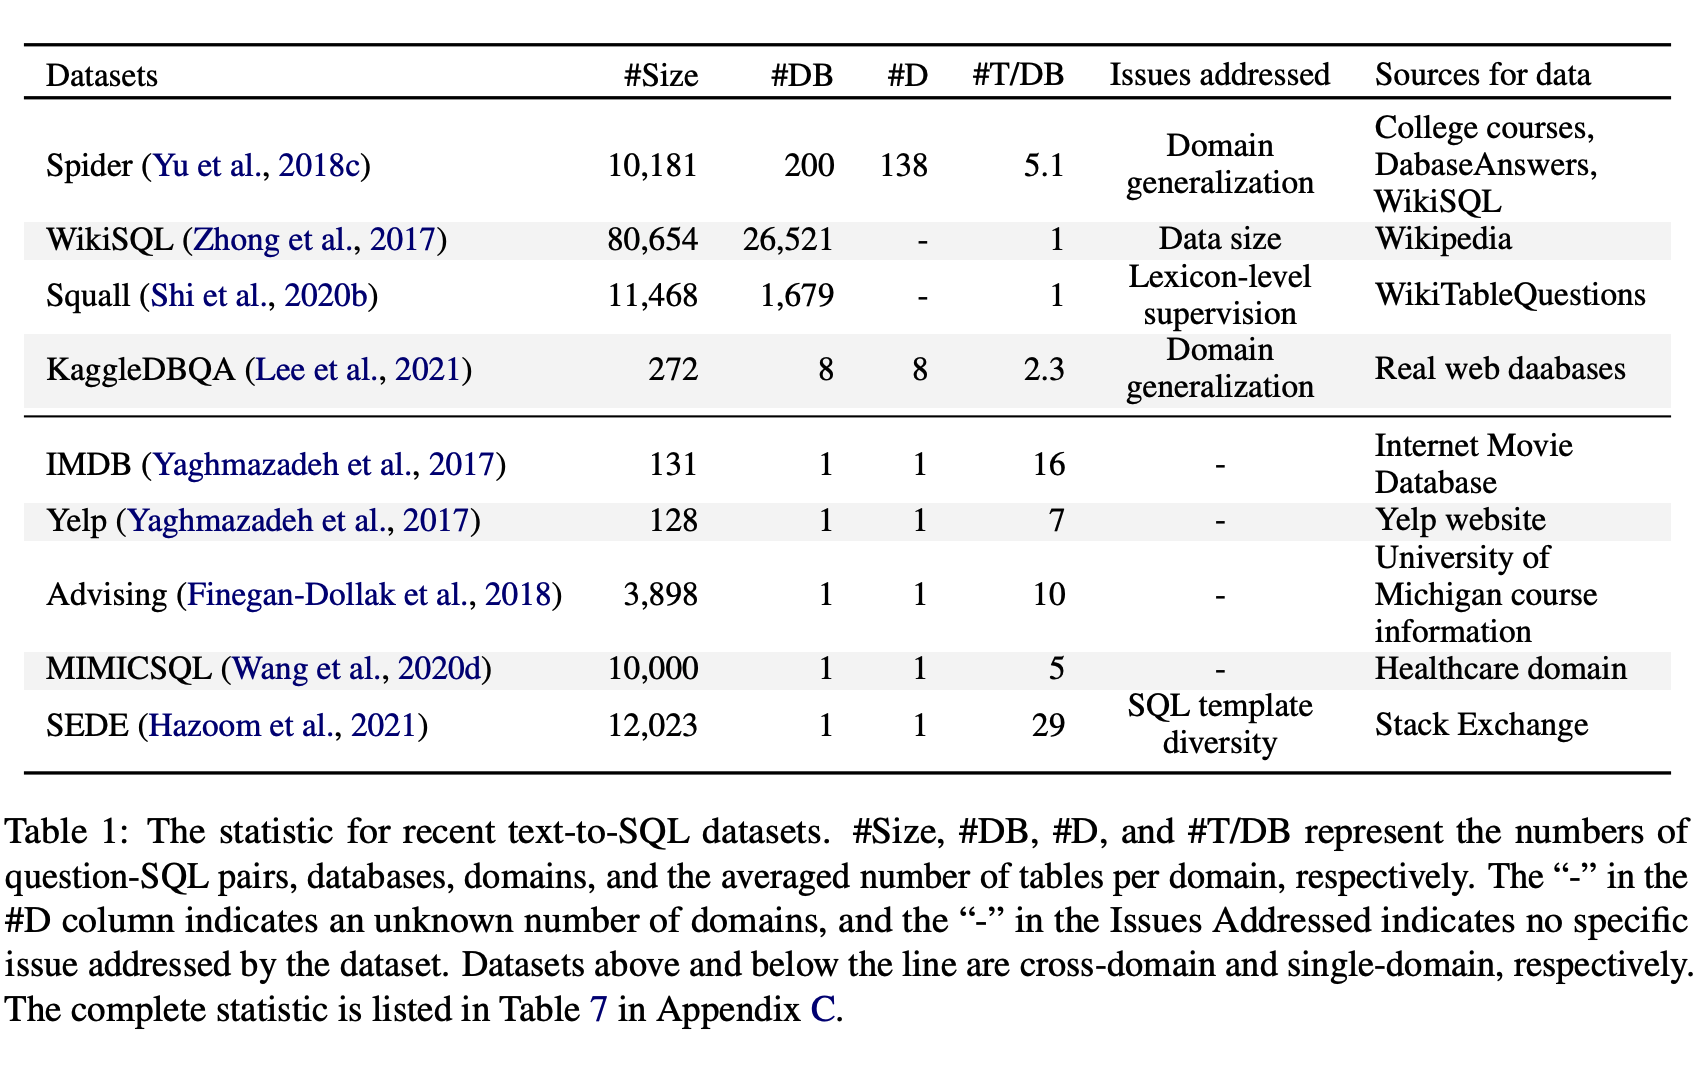 Datasets #Size #DB #D #T/DB Issues addressed Sources for data
Spider (Yu et al., 2018c) 10,181 200 138 5.1 Domain generalization College courses, DabaseAnswers, WikiSQL
WikiSQL (Zhong et al., 2017) 80,654 26,521 - 1 Data size Wikipedia
Squall (Shi et al., 2020b) 11,468 1,679 - 1 Lexicon-level supervision WikiTableQuestions
KaggleDBQA (Lee et al., 2021) 272 8 8 2.3 Domain generalization Real web daabases
IMDB (Yaghmazadeh et al., 2017) 131 1 1 16 - Internet Movie Database
Yelp (Yaghmazadeh et al., 2017) 128 1 1 7 - Yelp website
Advising (Finegan-Dollak et al., 2018) 3,898 1 1 10 - University of Michigan course information
MIMICSQL (Wang et al., 2020d) 10,000 1 1 5 - Healthcare domain
SEDE (Hazoom et al., 2021) 12,023 1 1 29 SQL template diversity Stack Exchange
Table 1: The statistic for recent text-to-SQL datasets. #Size, #DB, #D, and #T/DB represent the numbers of
question-SQL pairs, databases, domains, and the averaged number of tables per domain, respectively. The “-” in the
#D column indicates an unknown number of domains, and the “-” in the Issues Addressed indicates no specific
issue addressed by the dataset. Datasets above and below the line are cross-domain and single-domain, respectively.
The complete statistic is listed in Table 7 in Appendix C.